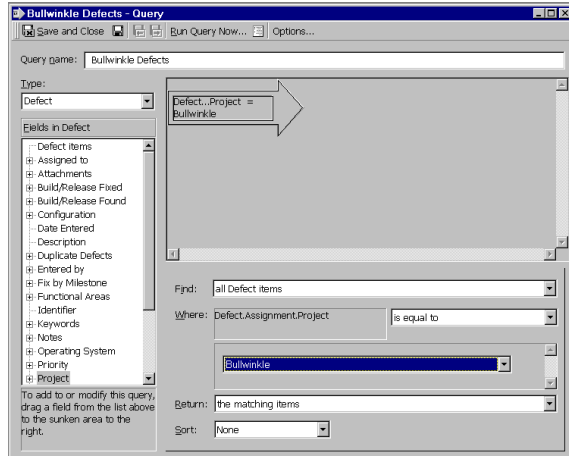 Bullwinkle Defects - Query
Save and Close Run Query Now... Options...
Query name: Bullwinkle Defects
Type:
Defect
Fields in Defect
Defect items
Assigned to
Attachments
Build/Release Fixed
Build/Release Found
Configuration
Date Entered
Description
Duplicate Defects
Entered by
Fix by Milestone
Functional Areas
Identifier
Keywords
Notes
Operating System
Priority
Project
To add to or modify this query,
drag a field from the list above
to the sunken area to the
right.
Defect...Project =
Bullwinkle
Find: all Defect items
Where: Defect.Assignment.Project is equal to
Bullwinkle
Return: the matching items
Sort: None